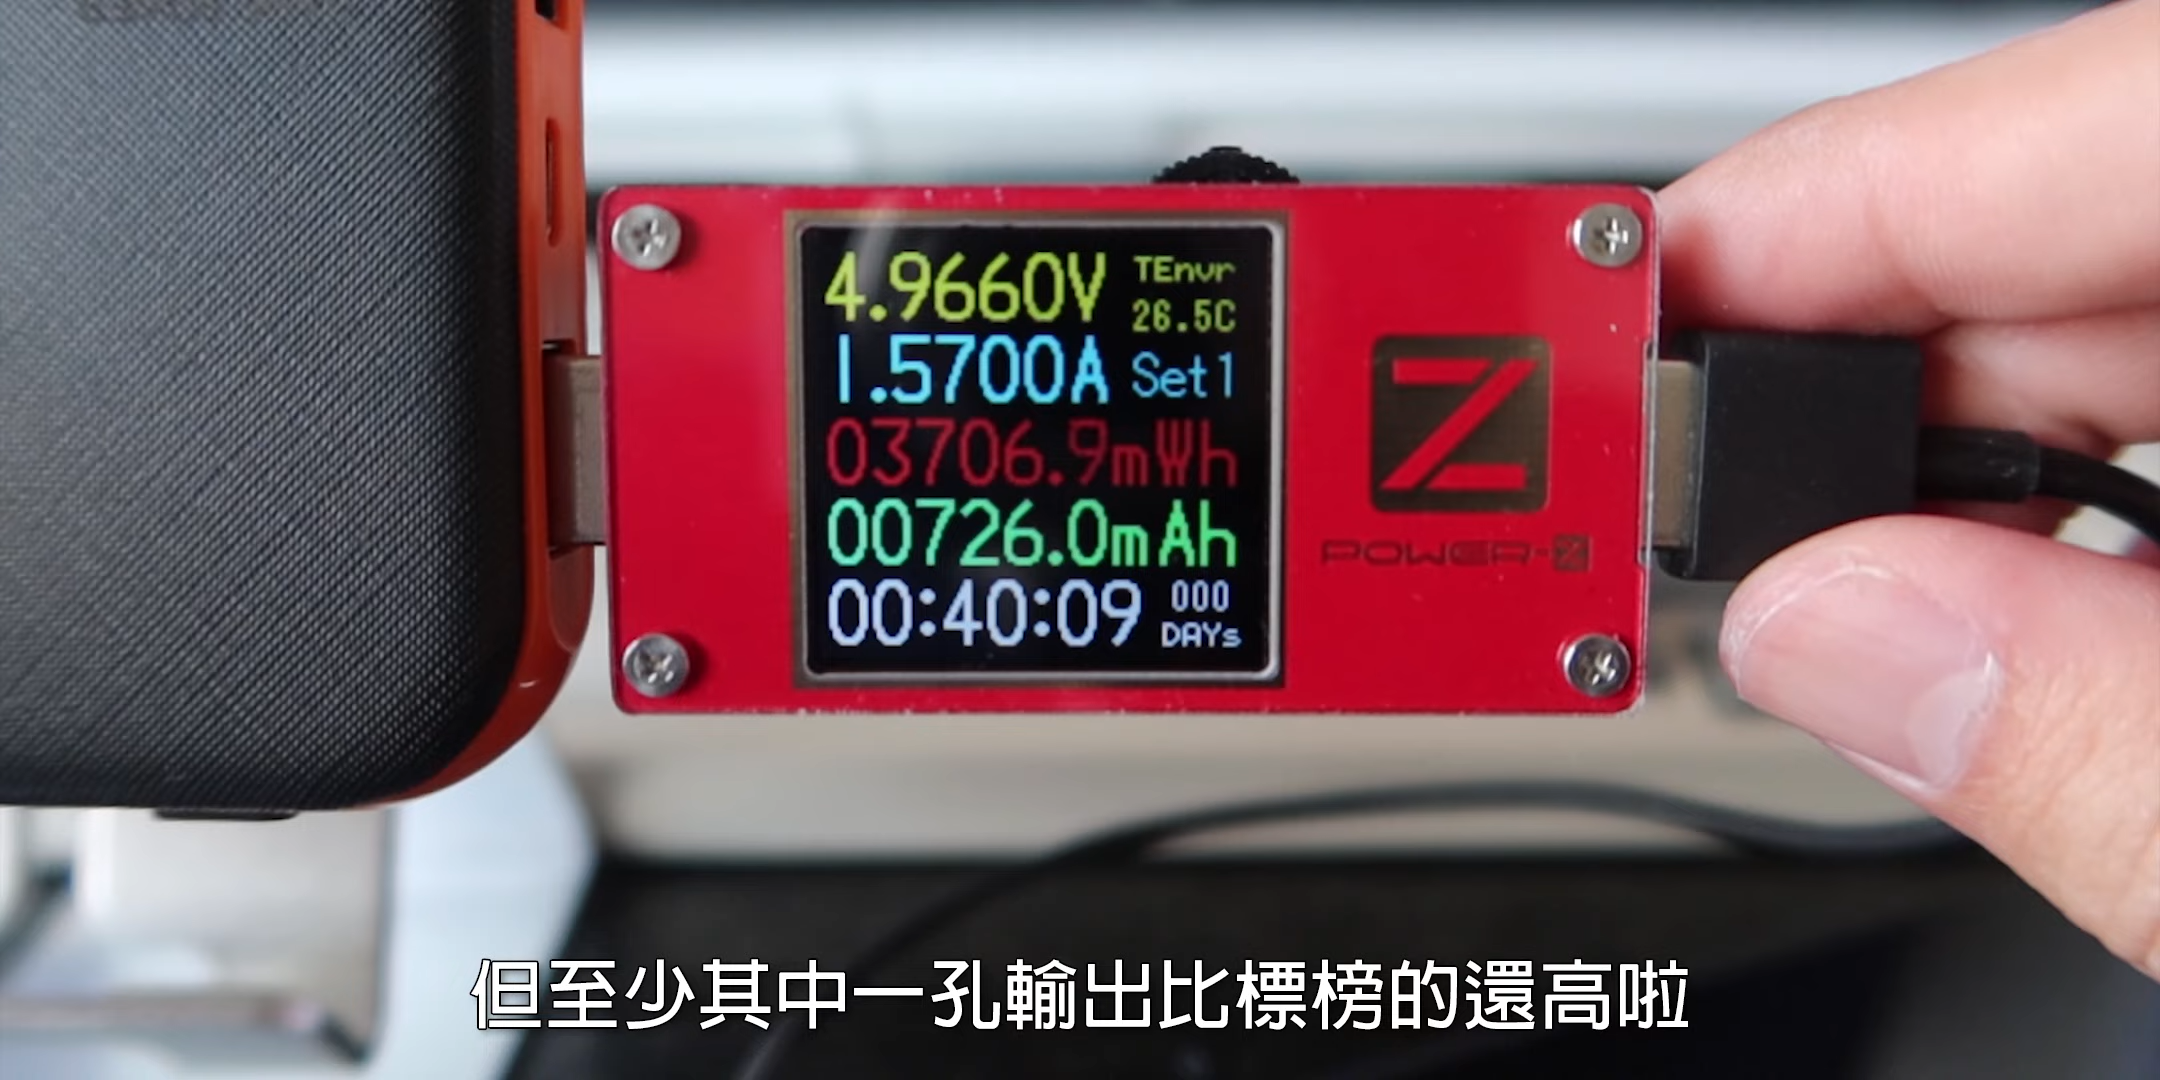 4.9660V
TEnvr
26.5C
1.5700A
Set1
03706.9mWh
00726.0mAh
00:40:09
000
DAYs
Z
POWER-Z
但至少其中一孔輸出比標榜的還高啦